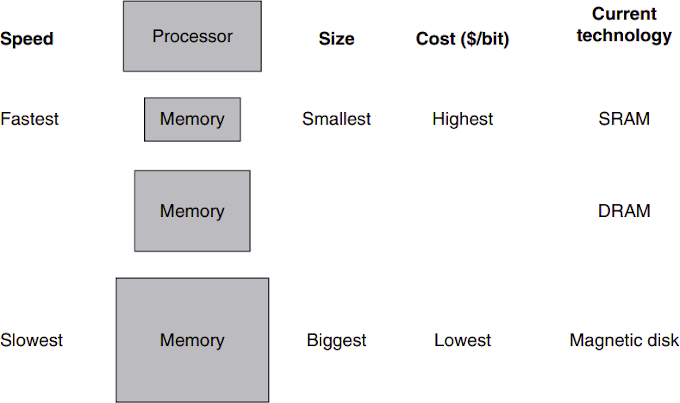 Speed Processor Size Cost ($/bit) Current
technology
Fastest Memory Smallest Highest SRAM
Memory DRAM
Slowest Memory Biggest Lowest Magnetic disk